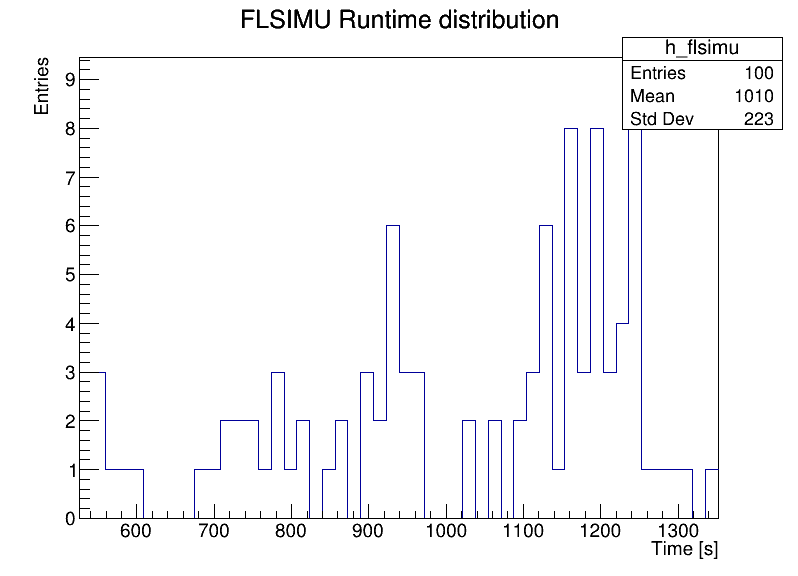 FLSIMU Runtime distribution
h_flsimu
Entries 100
Mean 1010
Std Dev 223
Entries
9
8
7
6
5
4
3
2
1
0
600 700 800 900 1000 1100 1200 1300
Time [s]